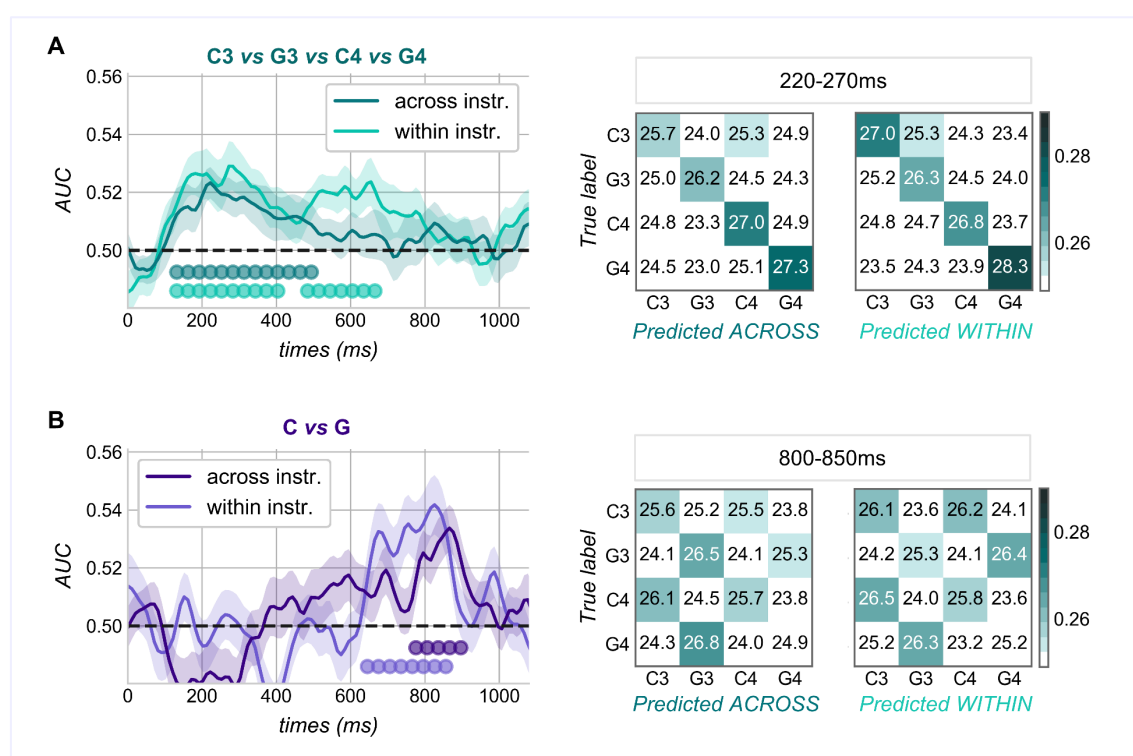 A
C3 vs G3 vs C4 vs G4
0.56
0.54
0.52
0.50
AUC
across instr.
within instr.
0 200 400 600 800 1000
times (ms)
220-270ms
True label
C3 25.7 24.0 25.3 24.9
G3 25.0 26.2 24.5 24.3
C4 24.8 23.3 27.0 24.9
G4 24.5 23.0 25.1 27.3
C3 G3 C4 G4
Predicted ACROSS
27.0 25.3 24.3 23.4
25.2 26.3 24.5 24.0
24.8 24.7 26.8 23.7
23.5 24.3 23.9 28.3
C3 G3 C4 G4
Predicted WITHIN
0.28
0.26
B
C vs G
0.56
0.54
0.52
0.50
AUC
across instr.
within instr.
0 200 400 600 800 1000
times (ms)
800-850ms
True label
C3 25.6 25.2 25.5 23.8
G3 24.1 26.5 24.1 25.3
C4 26.1 24.5 25.7 23.8
G4 24.3 26.8 24.0 24.9
C3 G3 C4 G4
Predicted ACROSS
26.1 23.6 26.2 24.1
24.2 25.3 24.1 26.4
26.5 24.0 25.8 23.6
25.2 26.3 23.2 25.2
C3 G3 C4 G4
Predicted WITHIN
0.28
0.26